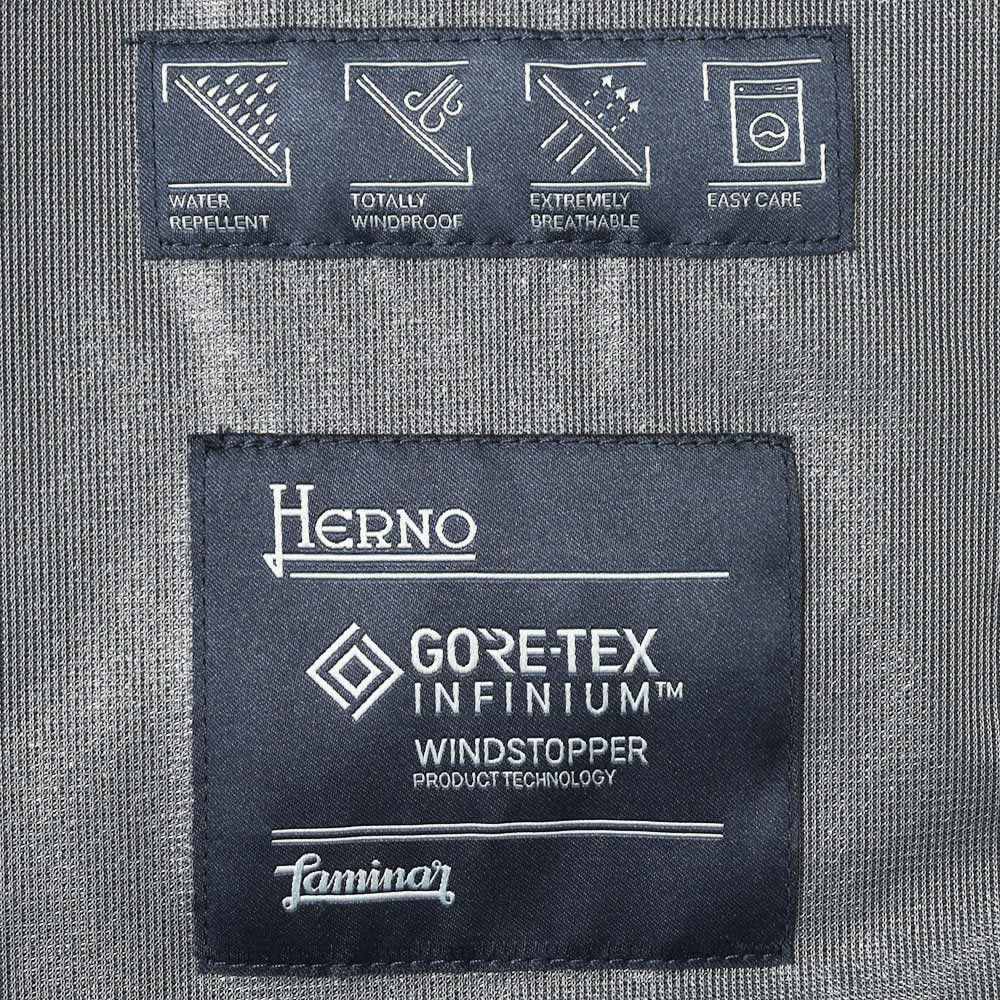 WATER
REPELLENT
TOTALLY
WINDPROOF
EXTREMELY
BREATHABLE
EASY CARE
HERNO
GORE-TEX
INFINIUM™
WINDSTOPPER
PRODUCT TECHNOLOGY
Laminar